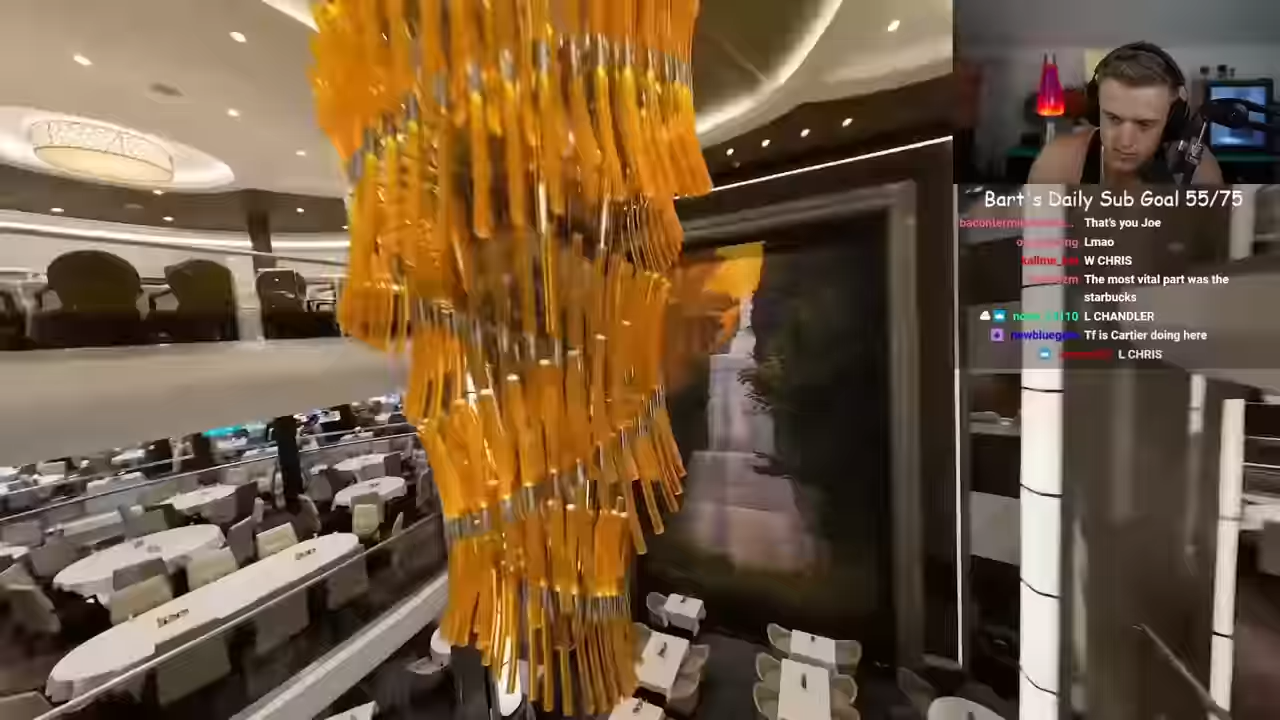 Bart's Daily Sub Goal 55/75
That's you Joe
Lmao
W CHRIS
The most vital part was the
starbucks
L CHANDLER
Tf is Cartier doing here
L CHRIS